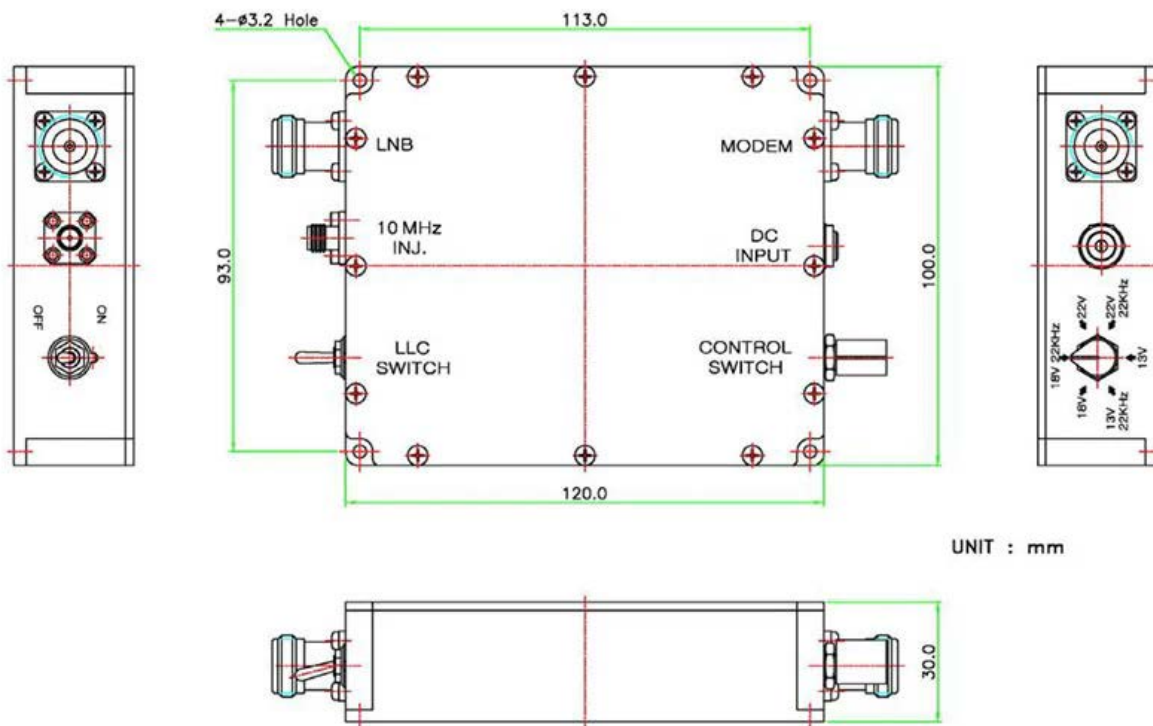 4-ø3.2 Hole
113.0
LNB
MODEM
10 MHz
INJ.
DC
INPUT
93.0
100.0
OFF
ON
LLC
SWITCH
CONTROL
SWITCH
22V
22V
22KHz
18V 22KHz
13V
18V
13V
22KHz
120.0
UNIT : mm
30.0